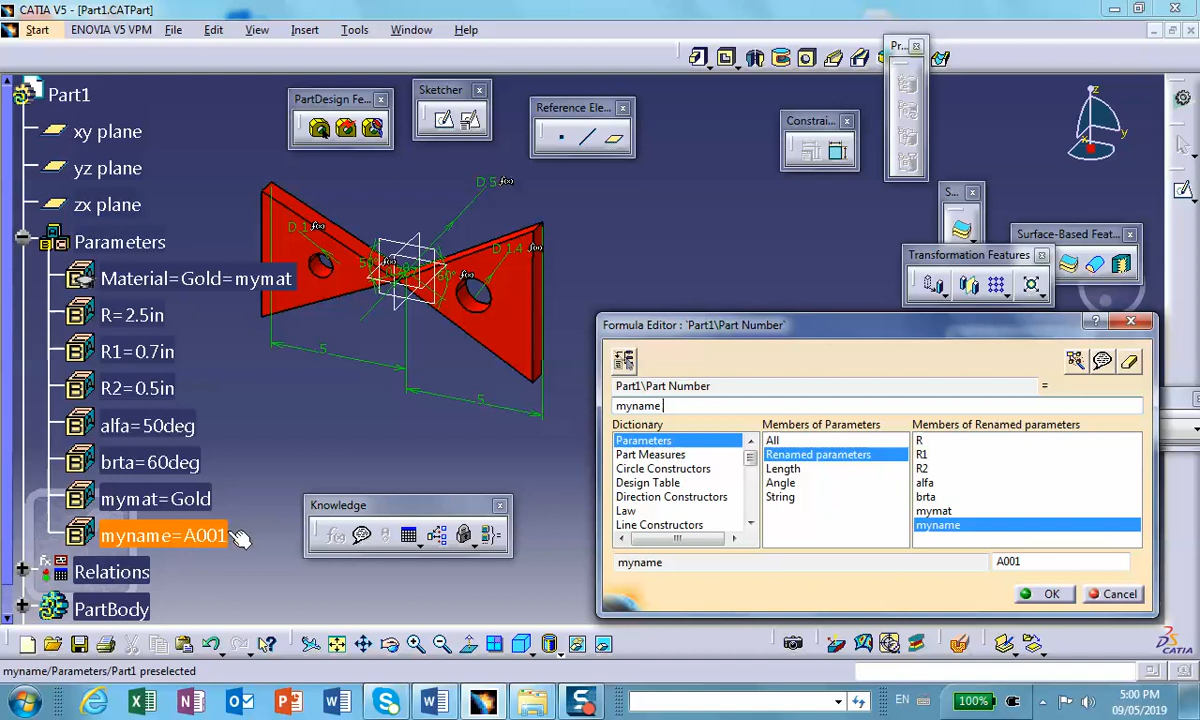 CATIA V5 - [Part1.CATPart]
Start ENOVIA V5 VPM File Edit View Insert Tools Window Help
Pr...
Part1
xy plane
yz plane
zx plane
Parameters
Material=Gold=mymat
R=2.5in
R1=0.7in
R2=0.5in
alfa=50deg
brta=60deg
mymat=Gold
myname=A001
Relations
PartBody
PartDesign Fe...
Sketcher
Reference Ele...
Constrai...
S...
Surface-Based Feat...
Transformation Features
D 5 f(x)
D 1 f(x)
D 1.4 f(x)
50°
60°
5
5
z
y
x
Knowledge
Formula Editor : `Part1\Part Number`
Part1\Part Number =
myname
Dictionary Members of Parameters Members of Renamed parameters
Parameters All R
Part Measures Renamed parameters R1
Circle Constructors Length R2
Design Table Angle alfa
Direction Constructors String brta
Law mymat
Line Constructors myname
myname A001
OK Cancel
DS CATIA
myname/Parameters/Part1 preselected
EN 100% 5:00 PM
09/05/2019